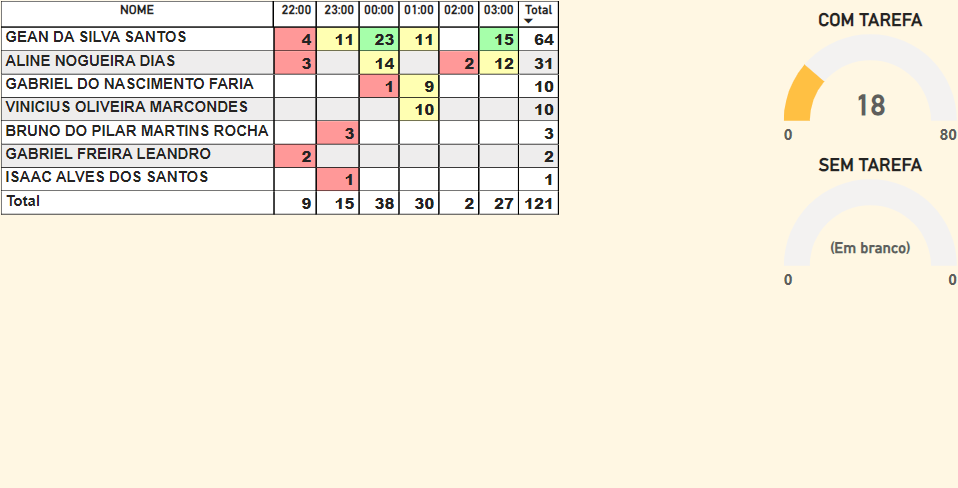 NOME 22:00 23:00 00:00 01:00 02:00 03:00 Total
GEAN DA SILVA SANTOS 4 11 23 11 15 64
ALINE NOGUEIRA DIAS 3 14 2 12 31
GABRIEL DO NASCIMENTO FARIA 1 9 10
VINICIUS OLIVEIRA MARCONDES 10 10
BRUNO DO PILAR MARTINS ROCHA 3 3
GABRIEL FREIRA LEANDRO 2 2
ISAAC ALVES DOS SANTOS 1 1
Total 9 15 38 30 2 27 121
COM TAREFA
18
0 80
SEM TAREFA
(Em branco)
0 0